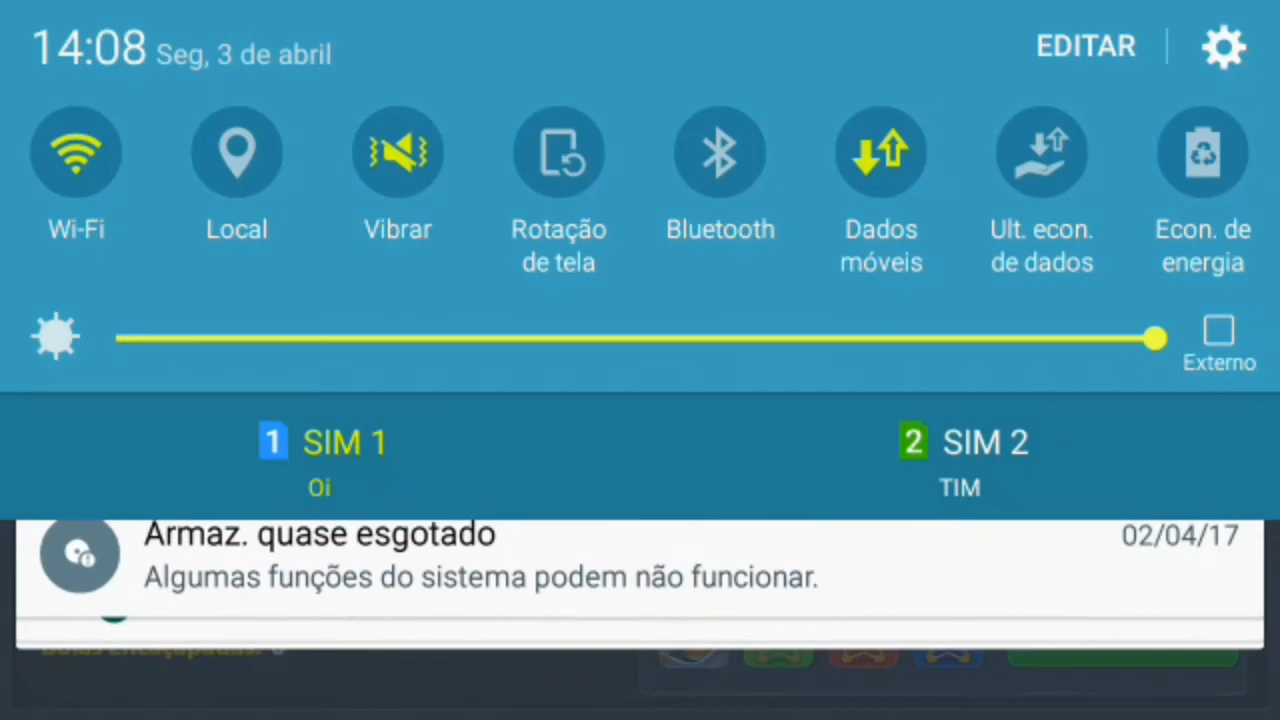 14:08 Seg, 3 de abril EDITAR
Wi-Fi Local Vibrar Rotação de tela Bluetooth Dados móveis Ult. econ. de dados Econ. de energia
Externo
1 SIM 1 2 SIM 2
Oi TIM
Armaz. quase esgotado 02/04/17
Algumas funções do sistema podem não funcionar.